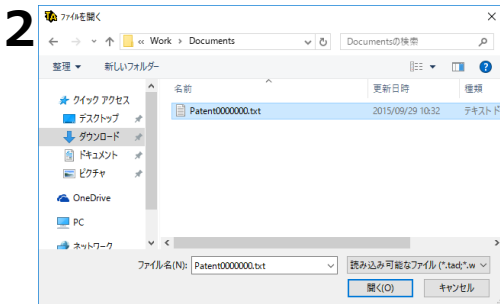 2
ファイルを開く
« Work > Documents
Documentsの検索
整理
新しいフォルダー
名前
更新日時
種類
Patent0000000.txt
2015/09/29 10:32
テキスト ド
クイック アクセス
デスクトップ
ダウンロード
ドキュメント
ピクチャ
OneDrive
PC
ネットワーク
ファイル名(N):
Patent0000000.txt
読み込み可能なファイル (*.tad;*.w
開く(O)
キャンセル